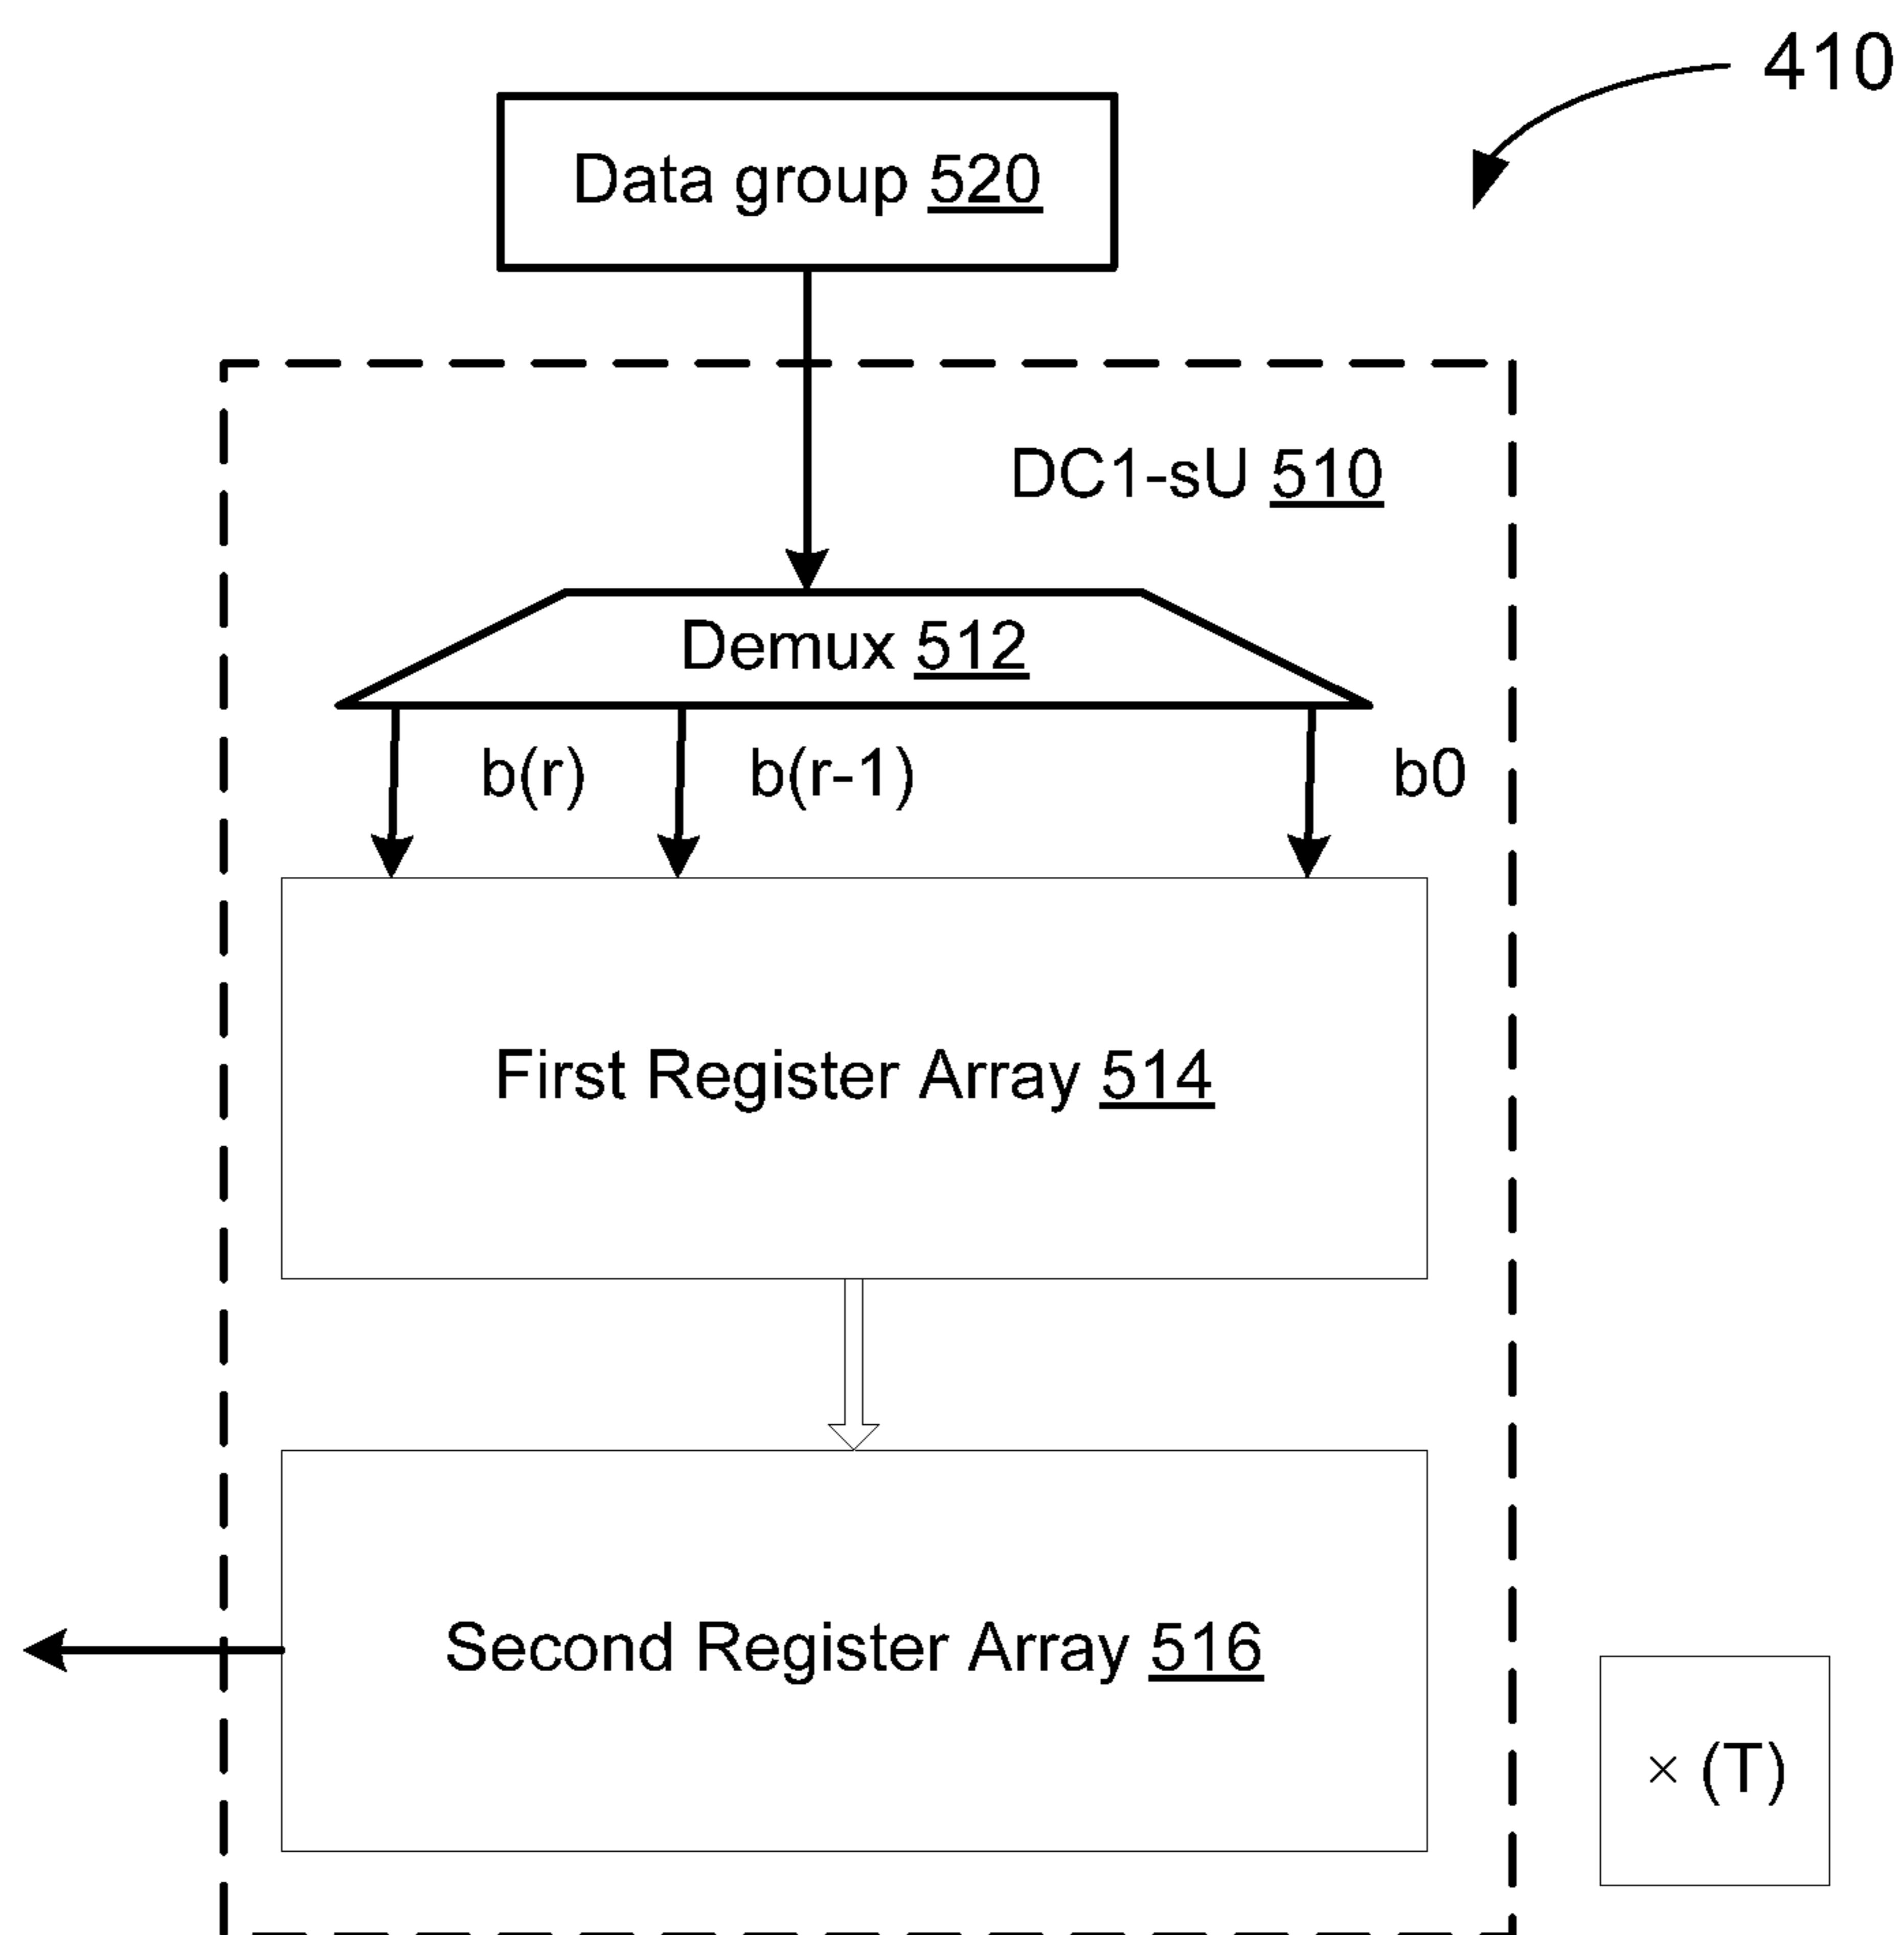 410
Data group 520
DC1-sU 510
Demux 512
b(r) b(r-1) b0
First Register Array 514
Second Register Array 516
× (T)